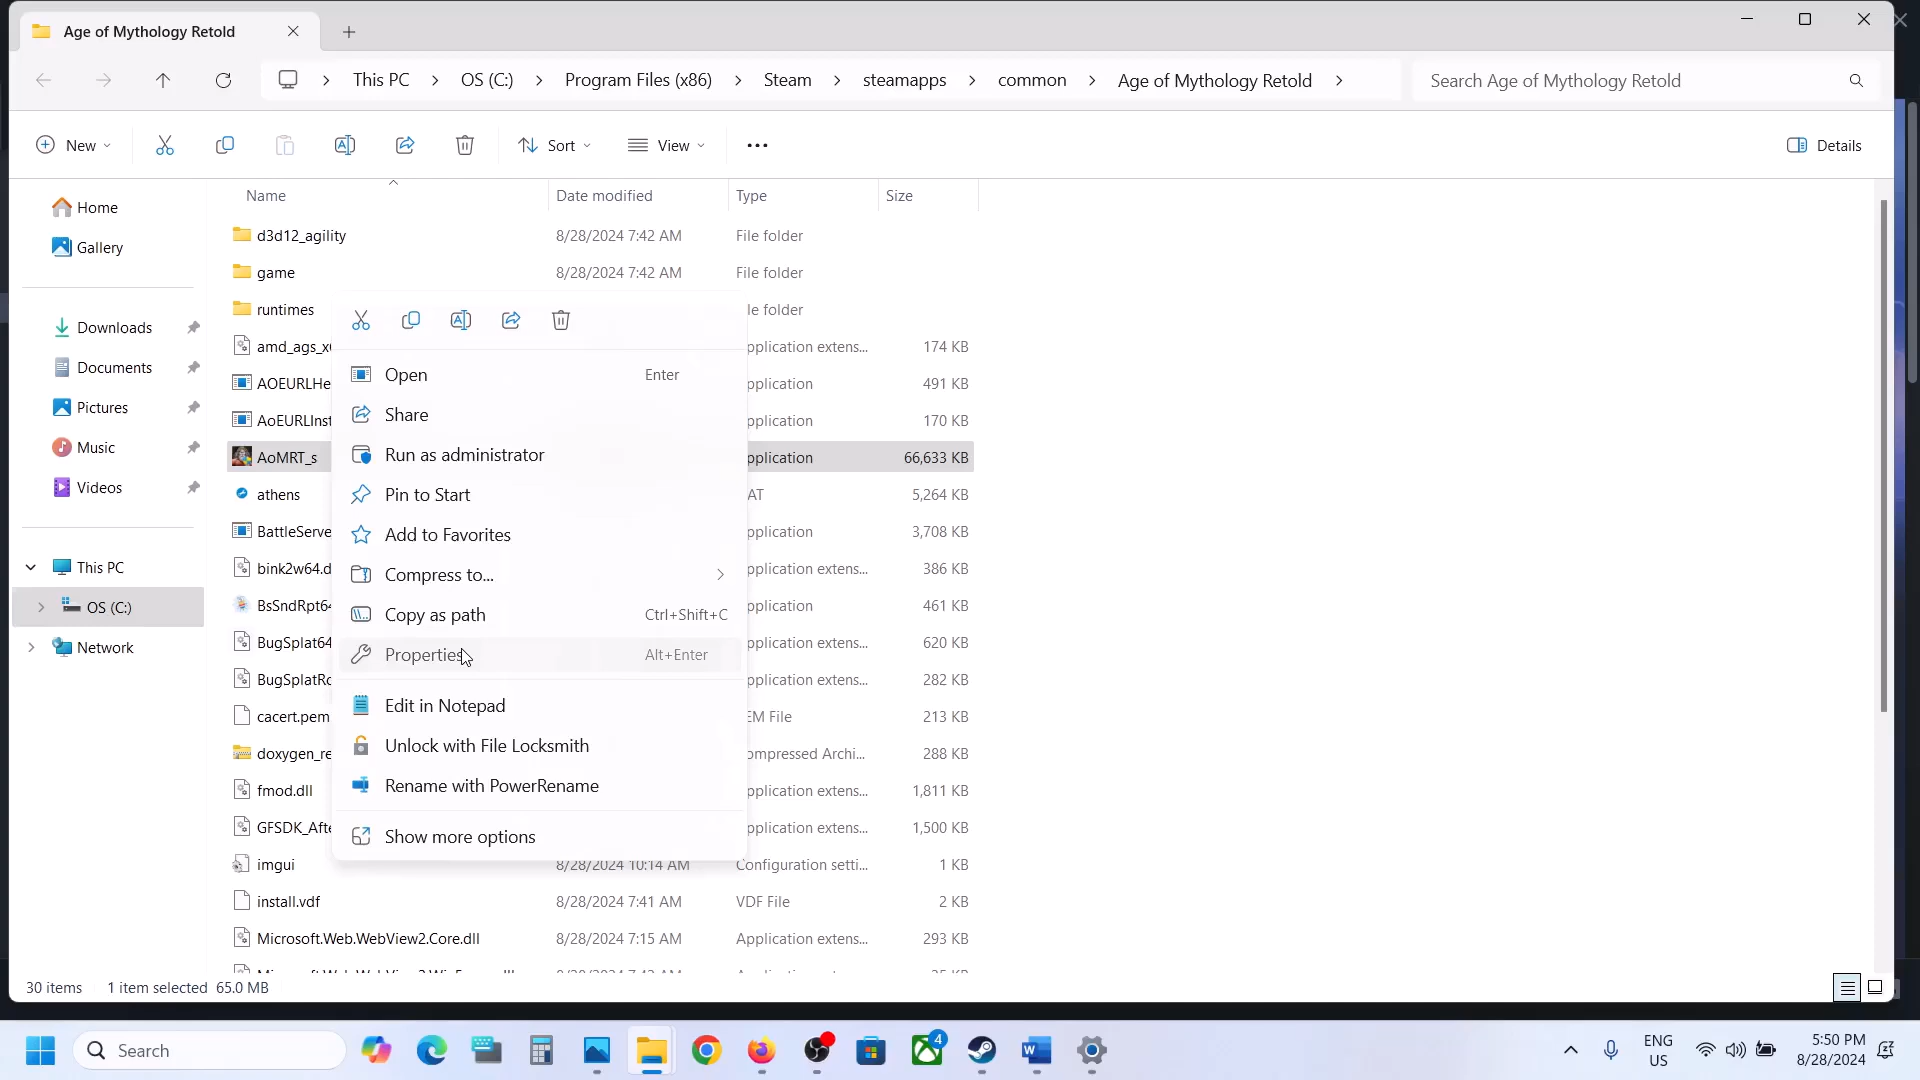 Age of Mythology Retold
This PC > OS (C:) > Program Files (x86) > Steam > steamapps > common > Age of Mythology Retold >
Search Age of Mythology Retold
New
Sort
View
Details
Name
Date modified
Type
Size
Home
Gallery
Downloads
Documents
Pictures
Music
Videos
This PC
OS (C:)
Network
d3d12_agility 8/28/2024 7:42 AM File folder
game 8/28/2024 7:42 AM File folder
runtimes le folder
amd_ags_x pplication extens... 174 KB
AOEURLHe pplication 491 KB
AoEURLInst pplication 170 KB
AoMRT_s pplication 66,633 KB
athens AT 5,264 KB
BattleServe pplication 3,708 KB
bink2w64.d pplication extens... 386 KB
BsSndRpt64 pplication 461 KB
BugSplat64 pplication extens... 620 KB
BugSplatRc pplication extens... 282 KB
cacert.pem EM File 213 KB
doxygen_re ompressed Archi... 288 KB
fmod.dll pplication extens... 1,811 KB
GFSDK_Afte pplication extens... 1,500 KB
imgui 8/28/2024 10:14 AM Configuration setti... 1 KB
install.vdf 8/28/2024 7:41 AM VDF File 2 KB
Microsoft.Web.WebView2.Core.dll 8/28/2024 7:15 AM Application extens... 293 KB
Open Enter
Share
Run as administrator
Pin to Start
Add to Favorites
Compress to...
Copy as path Ctrl+Shift+C
Properties Alt+Enter
Edit in Notepad
Unlock with File Locksmith
Rename with PowerRename
Show more options
30 items 1 item selected 65.0 MB
Search
4
ENG
US
5:50 PM
8/28/2024